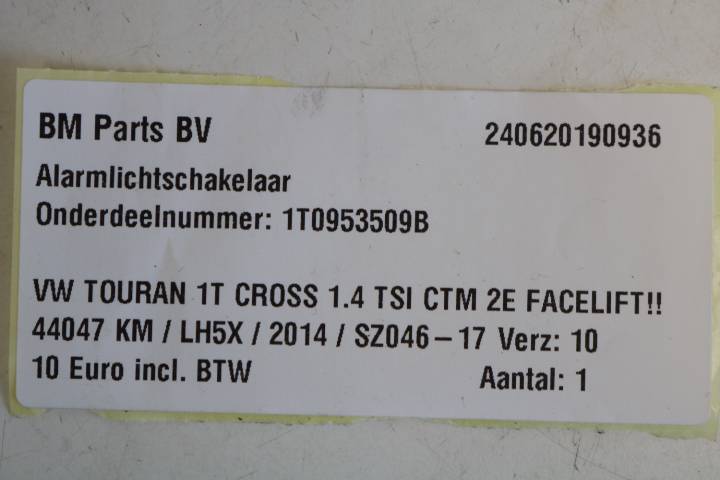 BM Parts BV 240620190936
Alarmlichtschakelaar
Onderdeelnummer: 1T0953509B
VW TOURAN 1T CROSS 1.4 TSI CTM 2E FACELIFT!!
44047 KM / LH5X / 2014 / SZ046-17 Verz: 10
10 Euro incl. BTW Aantal: 1